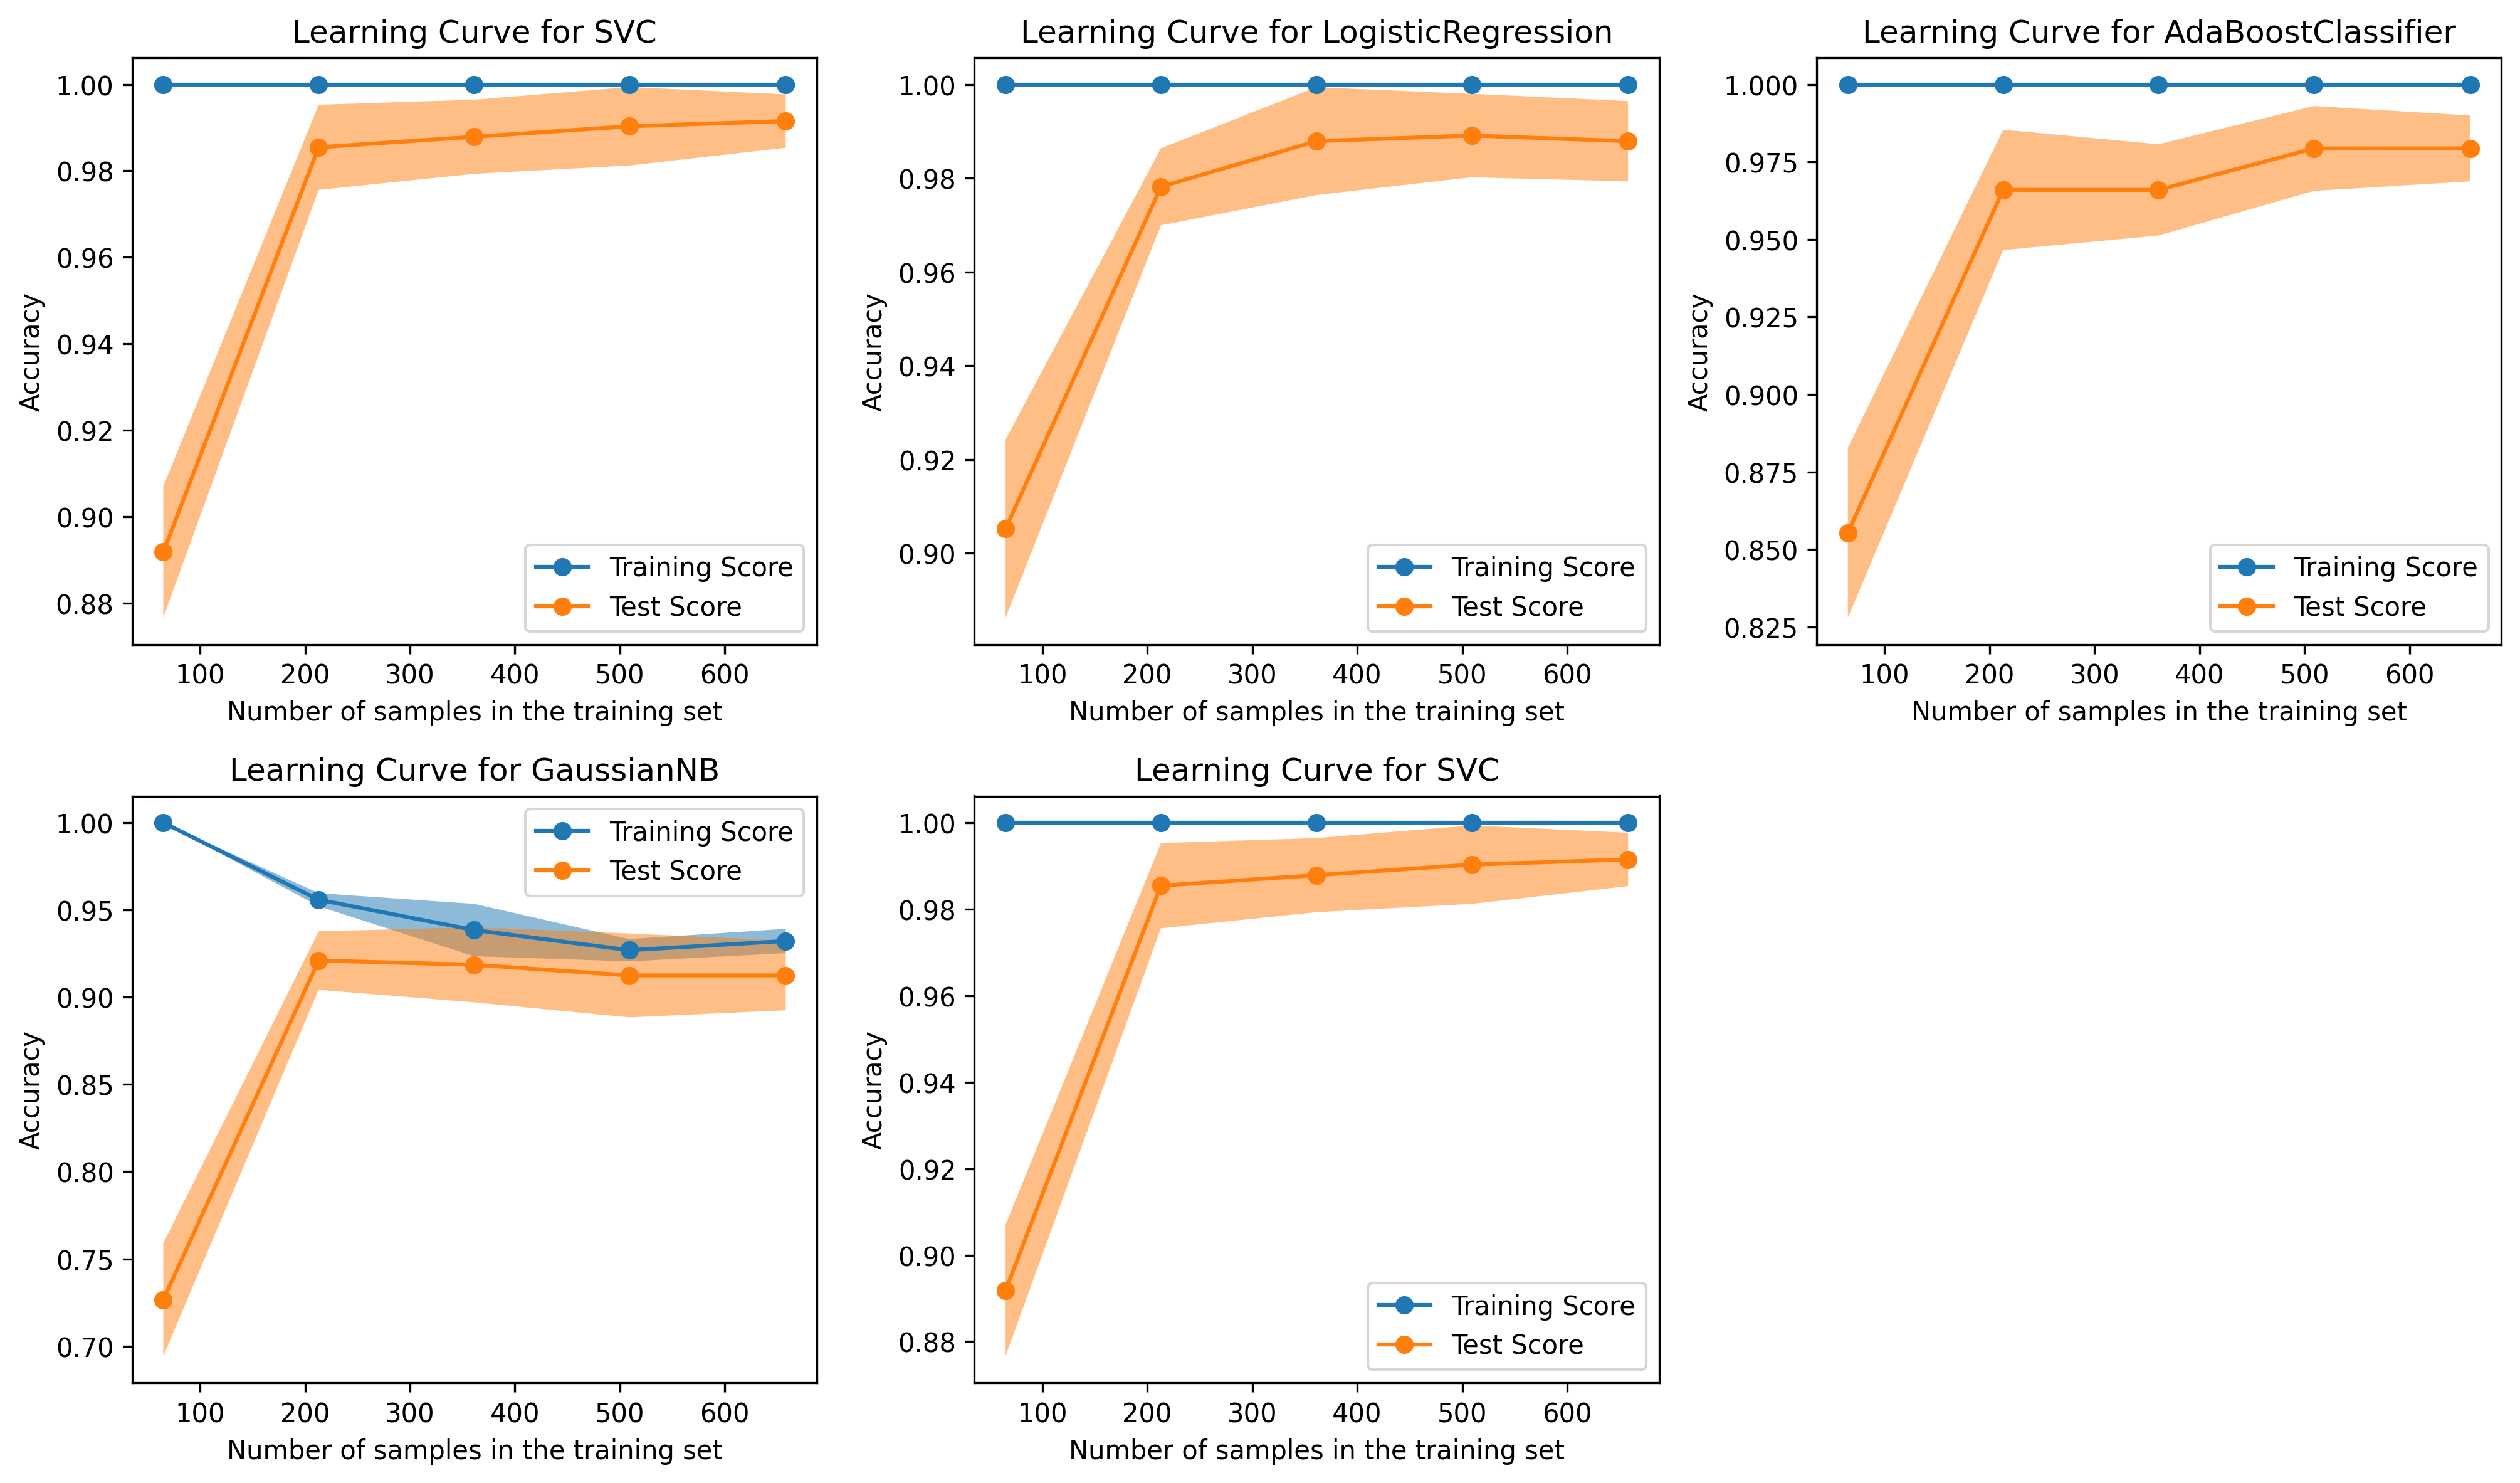 Learning Curve for SVC
1.00
0.98
0.96
0.94
0.92
0.90
0.88
Accuracy
Training Score
Test Score
100 200 300 400 500 600
Number of samples in the training set
Learning Curve for LogisticRegression
1.00
0.98
0.96
0.94
0.92
0.90
Accuracy
Training Score
Test Score
100 200 300 400 500 600
Number of samples in the training set
Learning Curve for AdaBoostClassifier
1.000
0.975
0.950
0.925
0.900
0.875
0.850
0.825
Accuracy
Training Score
Test Score
100 200 300 400 500 600
Number of samples in the training set
Learning Curve for GaussianNB
1.00
0.95
0.90
0.85
0.80
0.75
0.70
Accuracy
Training Score
Test Score
100 200 300 400 500 600
Number of samples in the training set
Learning Curve for SVC
1.00
0.98
0.96
0.94
0.92
0.90
0.88
Accuracy
Training Score
Test Score
100 200 300 400 500 600
Number of samples in the training set